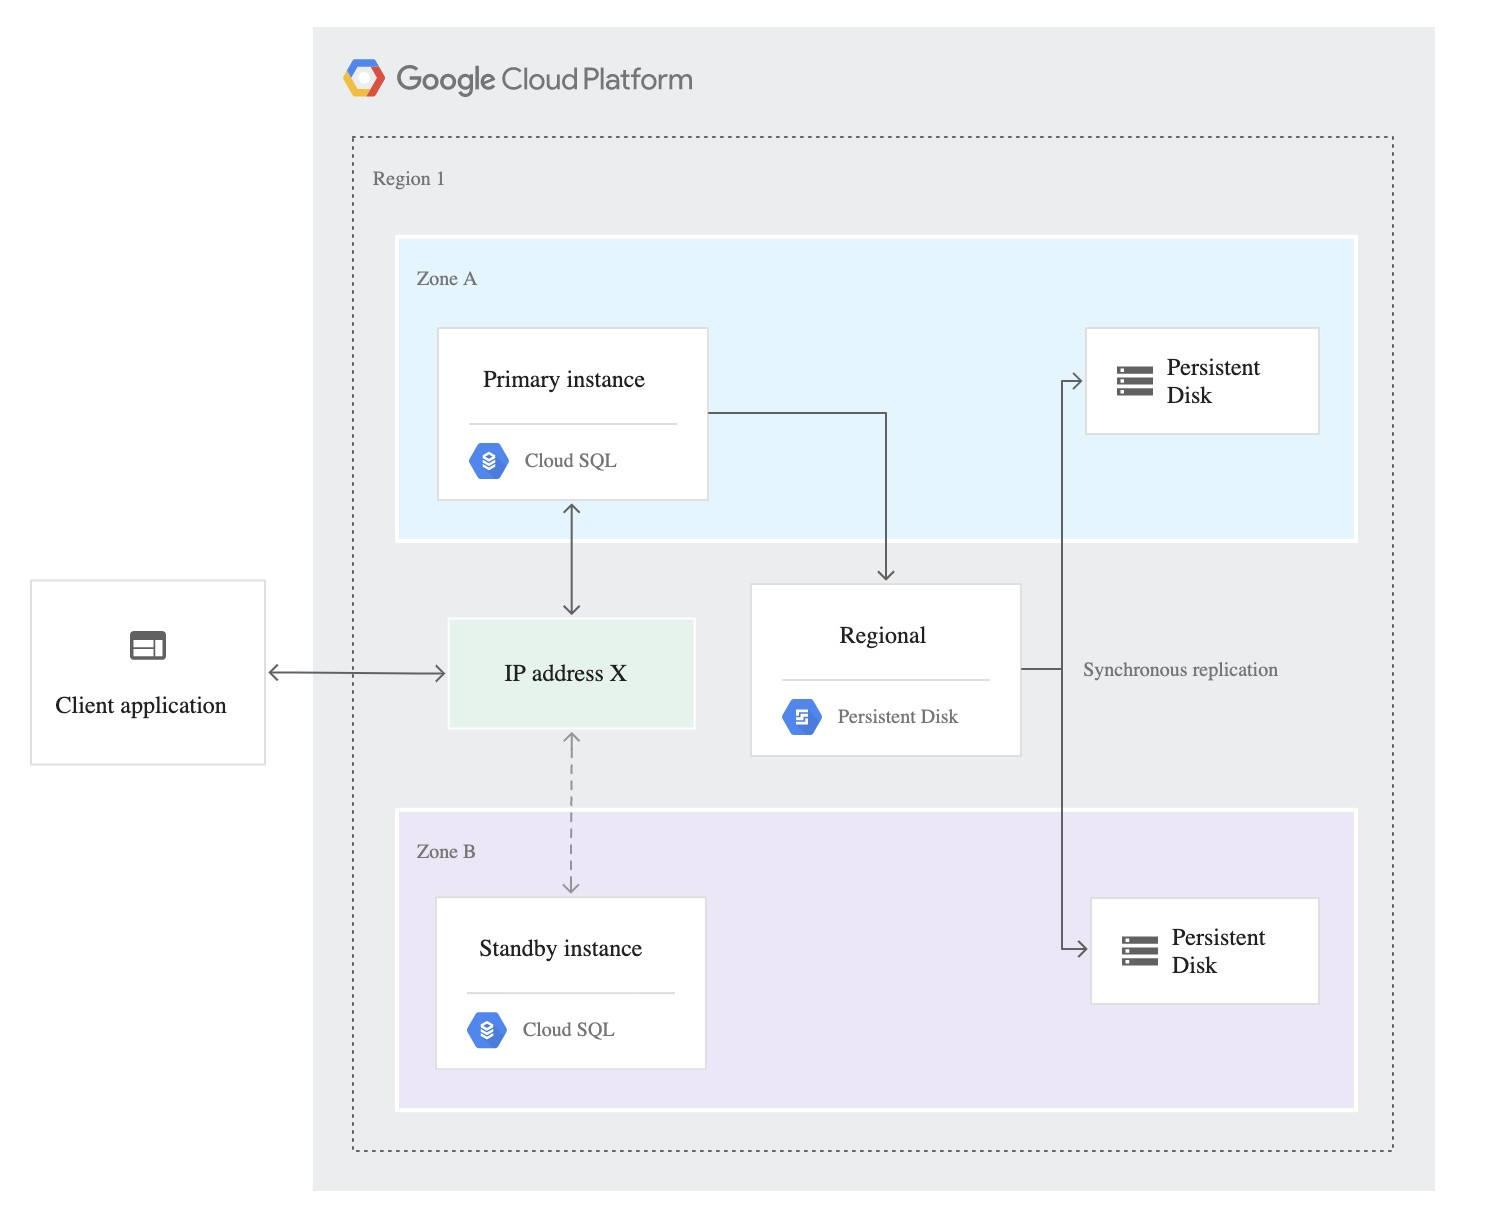 Google Cloud Platform
Region 1
Zone A
Primary instance
Cloud SQL
Persistent
Disk
Client application
IP address X
Regional
Persistent Disk
Synchronous replication
Zone B
Standby instance
Cloud SQL
Persistent
Disk